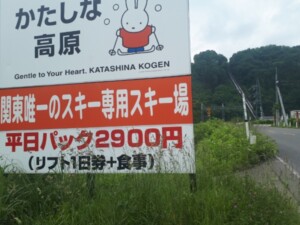 かたしな
高原
Gentle to Your Heart. KATASHINA KOGEN
関東唯一のスキー専用スキー場
平日パック2900円
(リフト1日券+食事)